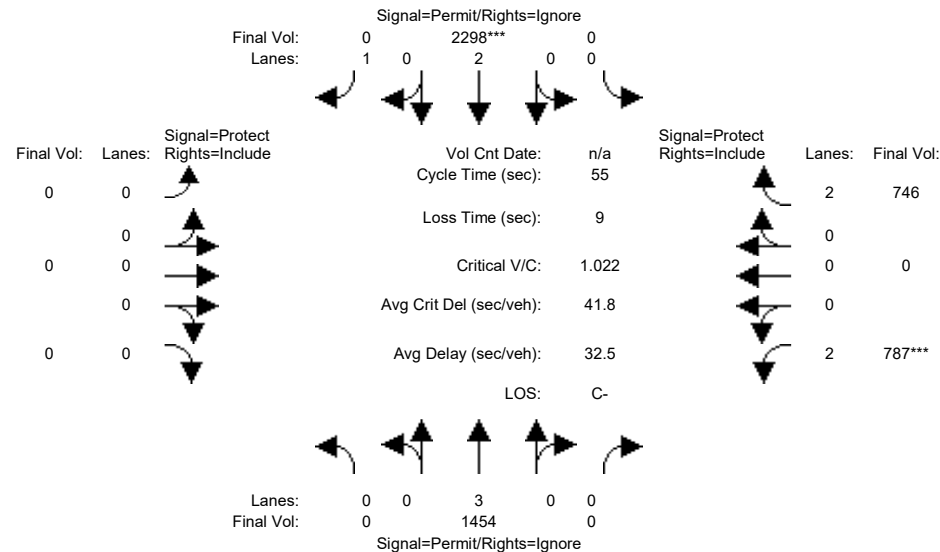 Signal=Permit/Rights=Ignore
Final Vol: 0 2298*** 0
Lanes: 1 0 2 0 0
Signal=Protect
Final Vol: Lanes: Rights=Include
Vol Cnt Date: n/a
Signal=Protect
Rights=Include Lanes: Final Vol:
Cycle Time (sec): 55
0 0
2 746
Loss Time (sec): 9
0
0
0 0
Critical V/C: 1.022
0 0
0
Avg Crit Del (sec/veh): 41.8
0
0 0
Avg Delay (sec/veh): 32.5
2 787***
LOS: C-
Lanes: 0 0 3 0 0
Final Vol: 0 1454 0
Signal=Permit/Rights=Ignore